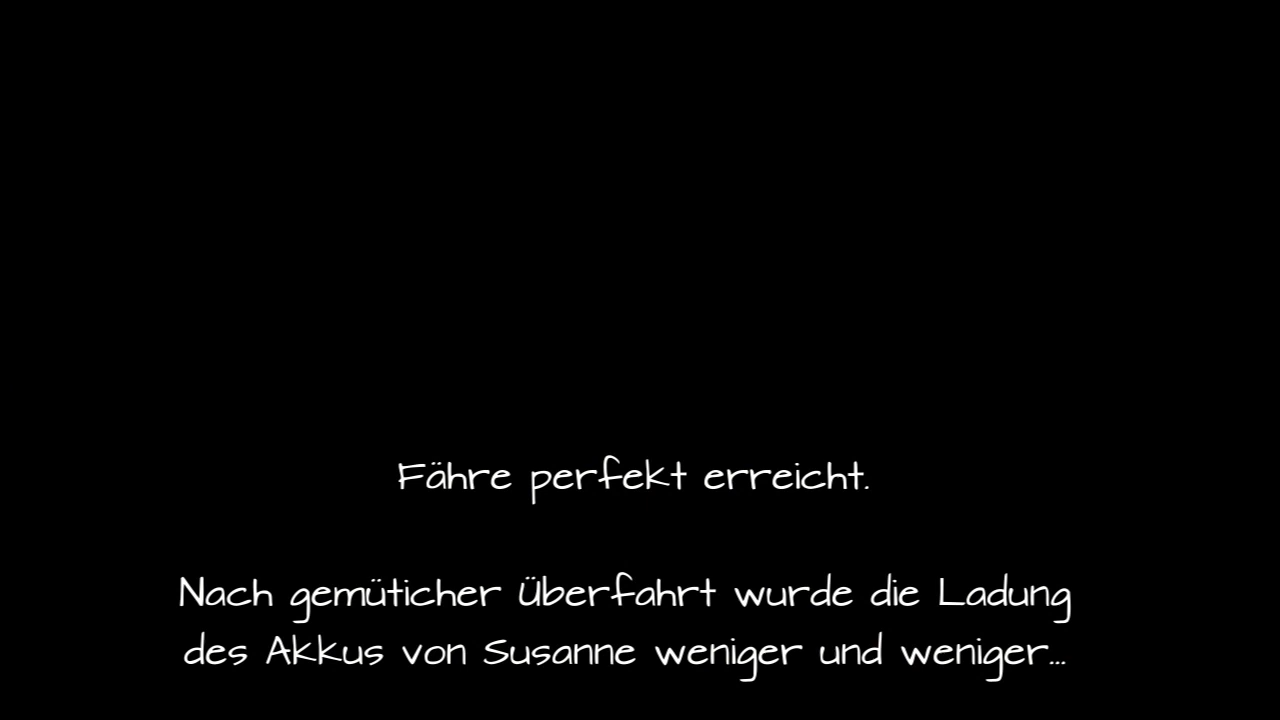 Fähre perfekt erreicht.
Nach gemüticher Überfahrt wurde die Ladung
des Akkus von Susanne weniger und weniger...